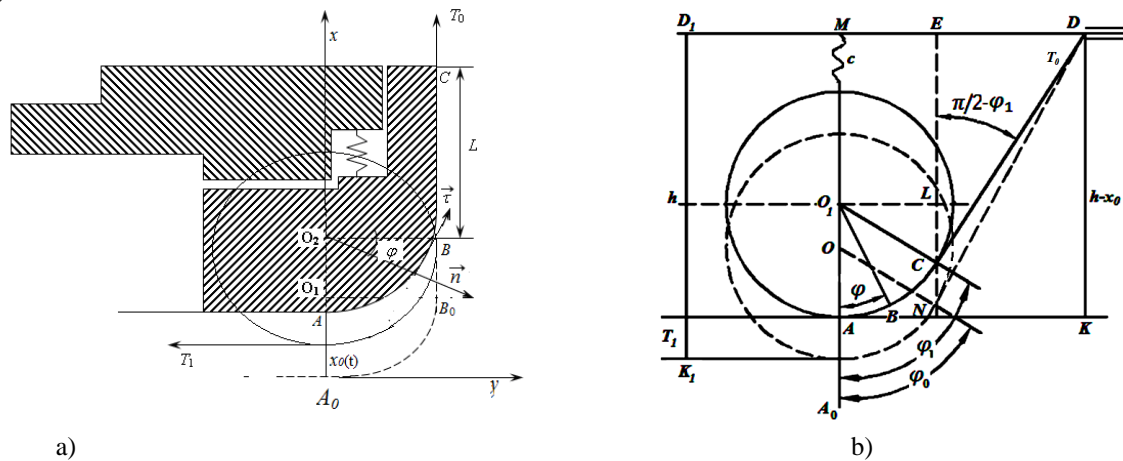 x
T₀
C
L
τ
O₂
φ
B
n
O₁
A
B₀
T₁
x₀(t)
y
A₀
a)
D₁ M E D
c
T₀
π/2-φ₁
h O₁ L h-x₀
O
C
φ
A B N K
T₁
φ₁
K₁
φ₀
A₀
b)